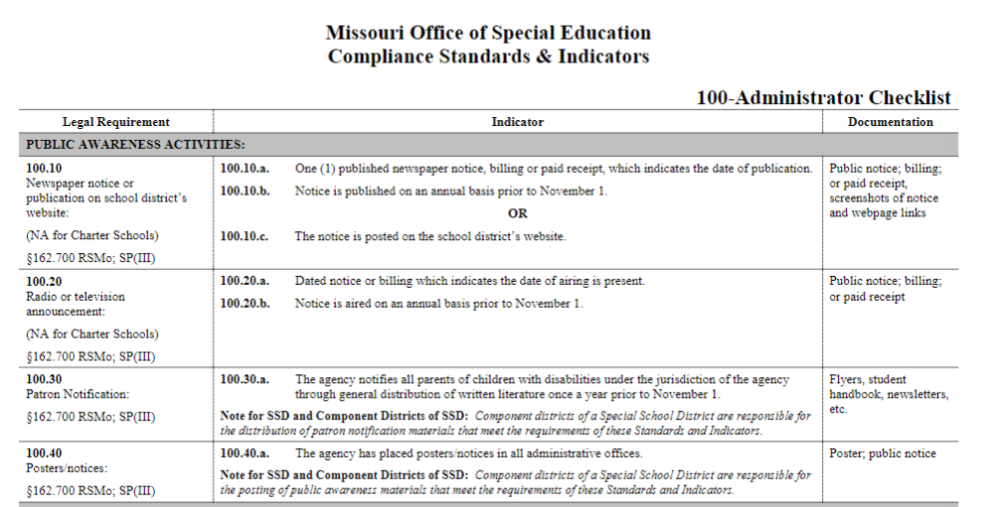 Missouri Office of Special Education
Compliance Standards & Indicators
100-Administrator Checklist
Legal Requirement
Indicator
Documentation
PUBLIC AWARENESS ACTIVITIES:
100.10
Newspaper notice or
publication on school district's
website:
(NA for Charter Schools)
§162.700 RSMo; SP(III)
100.10.a. One (1) published newspaper notice, billing or paid receipt, which indicates the date of publication.
100.10.b. Notice is published on an annual basis prior to November 1.
OR
100.10.c. The notice is posted on the school district's website.
Public notice; billing;
or paid receipt,
screenshots of notice
and webpage links
100.20
Radio or television
announcement:
(NA for Charter Schools)
§162.700 RSMo; SP(III)
100.20.a. Dated notice or billing which indicates the date of airing is present.
100.20.b. Notice is aired on an annual basis prior to November 1.
Public notice; billing;
or paid receipt
100.30
Patron Notification:
§162.700 RSMo; SP(III)
100.30.a. The agency notifies all parents of children with disabilities under the jurisdiction of the agency
through general distribution of written literature once a year prior to November 1.
Note for SSD and Component Districts of SSD: Component districts of a Special School District are responsible for
the distribution of patron notification materials that meet the requirements of these Standards and Indicators.
Flyers, student
handbook, newsletters,
etc.
100.40
Posters/notices:
§162.700 RSMo; SP(III)
100.40.a. The agency has placed posters/notices in all administrative offices.
Note for SSD and Component Districts of SSD: Component districts of a Special School District are responsible for
the posting of public awareness materials that meet the requirements of these Standards and Indicators.
Poster; public notice